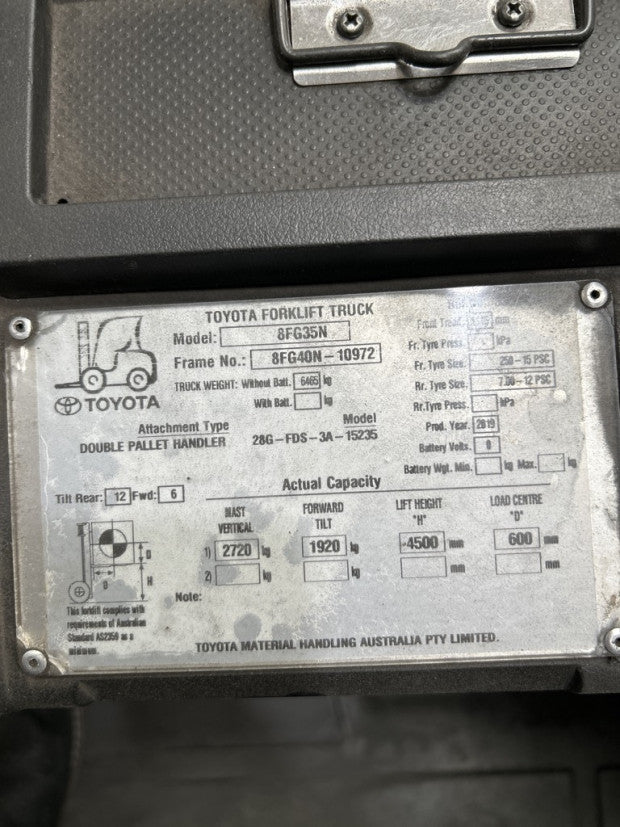 TOYOTA FORKLIFT TRUCK
Model: 8FG35N
Frame No.: 8FG40N-10972
TRUCK WEIGHT: Without Batt. 6465 kg
With Batt. kg
TOYOTA
Attachment Type Model
DOUBLE PALLET HANDLER 28G-FDS-3A-15235
Front Tread mm
Fr. Tyre Press. kPa
Fr. Tyre Size. 250-15 PSC
Rr. Tyre Size. 7.00-12 PSC
Rr. Tyre Press. kPa
Prod. Year. 2019
Battery Volts. 0
Battery Wgt. Min. kg Max. kg
Actual Capacity
Tilt Rear: 12 Fwd: 6
MAST VERTICAL FORWARD TILT LIFT HEIGHT "H" LOAD CENTRE "D"
1) 2720 kg 1920 kg 4500 mm 600 mm
2) kg kg mm mm
D
H
Note:
This forklift complies with
requirements of Australian
Standard AS2359 as a
minimum.
TOYOTA MATERIAL HANDLING AUSTRALIA PTY LIMITED.